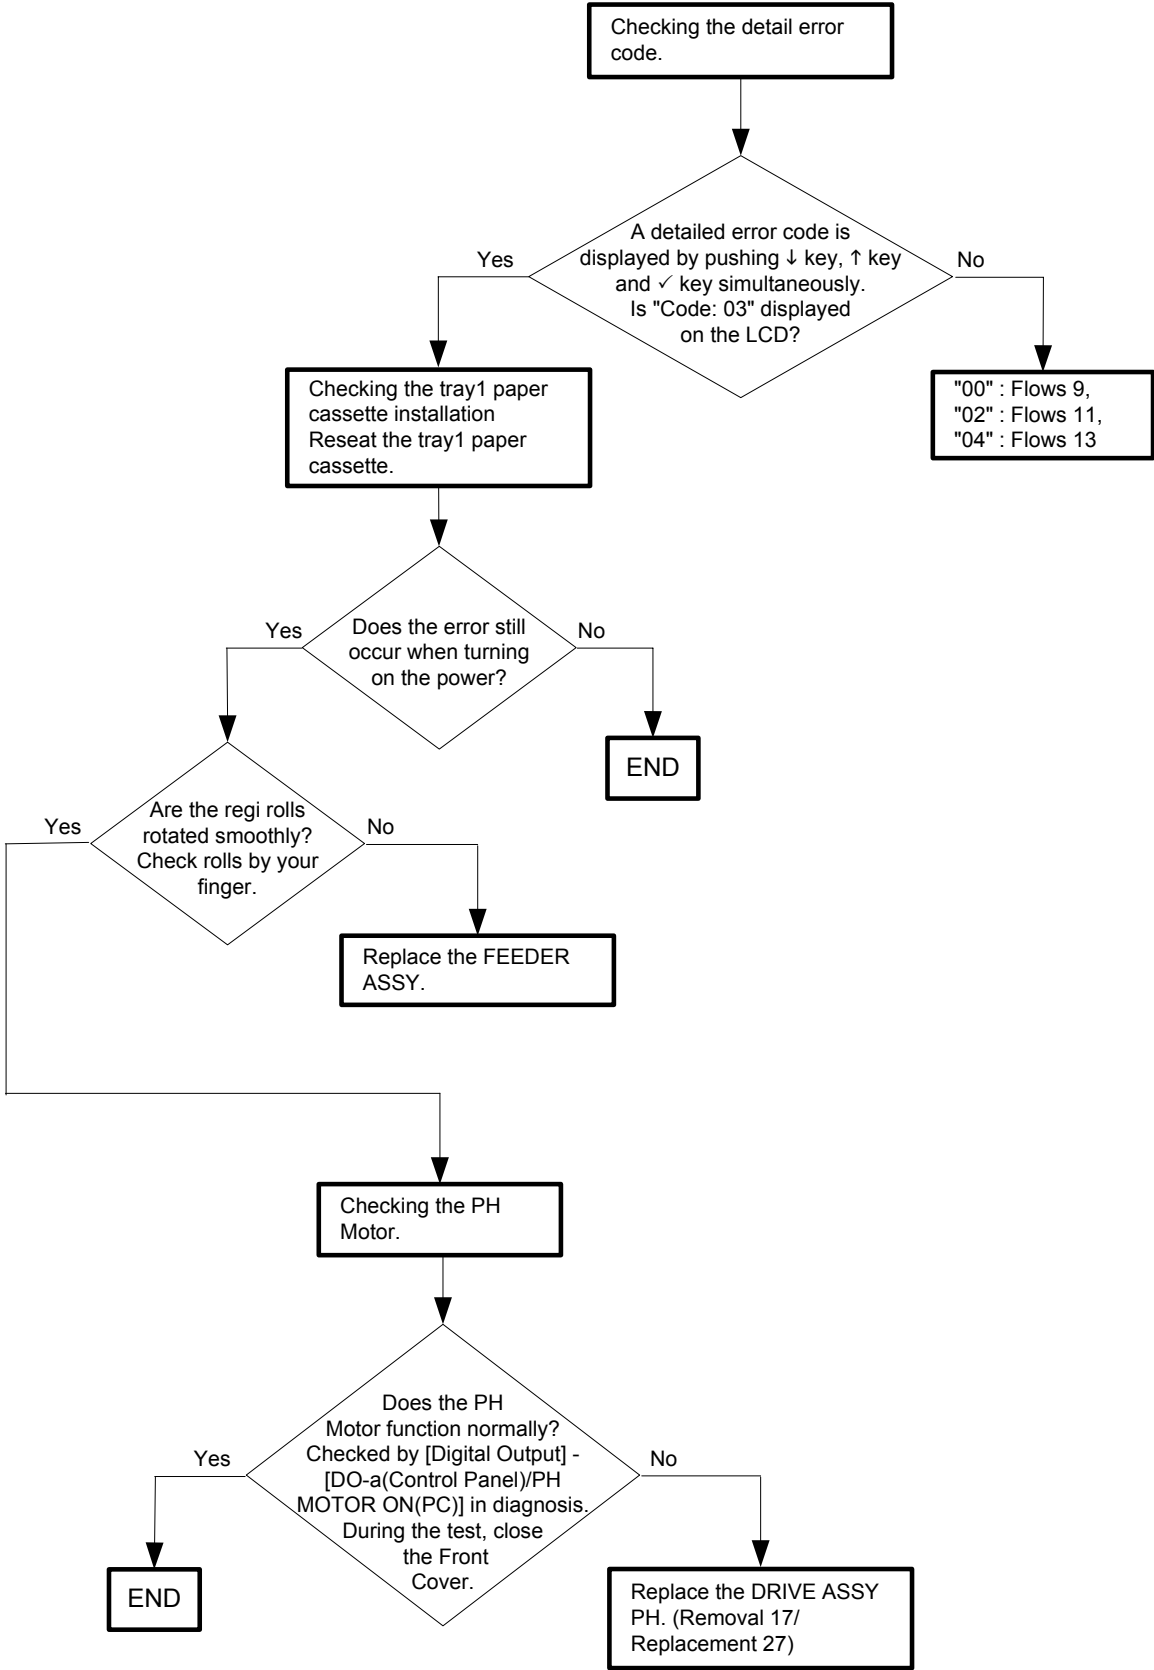 Checking the detail error
code.
A detailed error code is
displayed by pushing ↓ key, ↑ key
and ✓ key simultaneously.
Is "Code: 03" displayed
on the LCD?
Yes
No
Checking the tray1 paper
cassette installation
Reseat the tray1 paper
cassette.
"00" : Flows 9,
"02" : Flows 11,
"04" : Flows 13
Does the error still
occur when turning
on the power?
Yes
No
END
Are the regi rolls
rotated smoothly?
Check rolls by your
finger.
Yes
No
Replace the FEEDER
ASSY.
Checking the PH
Motor.
Does the PH
Motor function normally?
Checked by [Digital Output] -
[DO-a(Control Panel)/PH
MOTOR ON(PC)] in diagnosis.
During the test, close
the Front
Cover.
Yes
No
END
Replace the DRIVE ASSY
PH. (Removal 17/
Replacement 27)